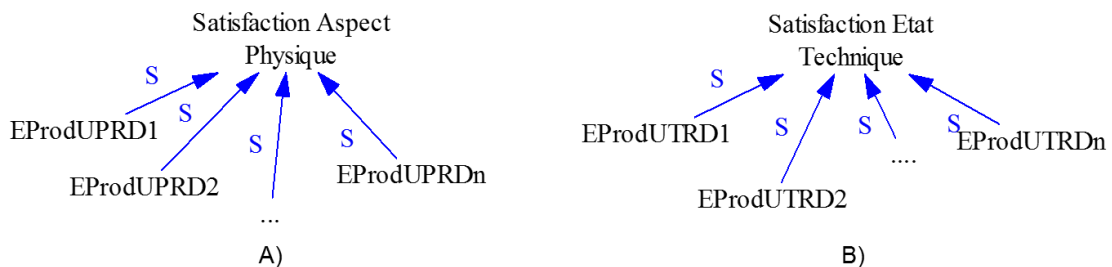 Satisfaction Aspect
Physique
S
S
S
S
EProdUPRD1
EProdUPRD2
...
EProdUPRDn
A)
Satisfaction Etat
Technique
S
S
S
S
EProdUTRD1
EProdUTRD2
....
EProdUTRDn
B)